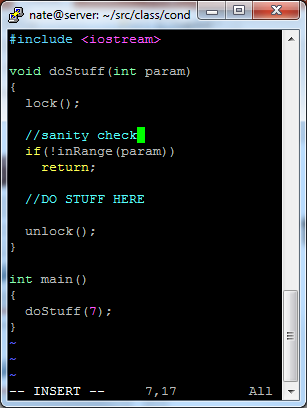 nate@server: ~/src/class/cond
#include <iostream>
void doStuff(int param)
{
lock();
//sanity check
if(!inRange(param))
return;
//DO STUFF HERE
unlock();
}
int main()
{
doStuff(7);
}
~
~
~
-- INSERT -- 7,17 All